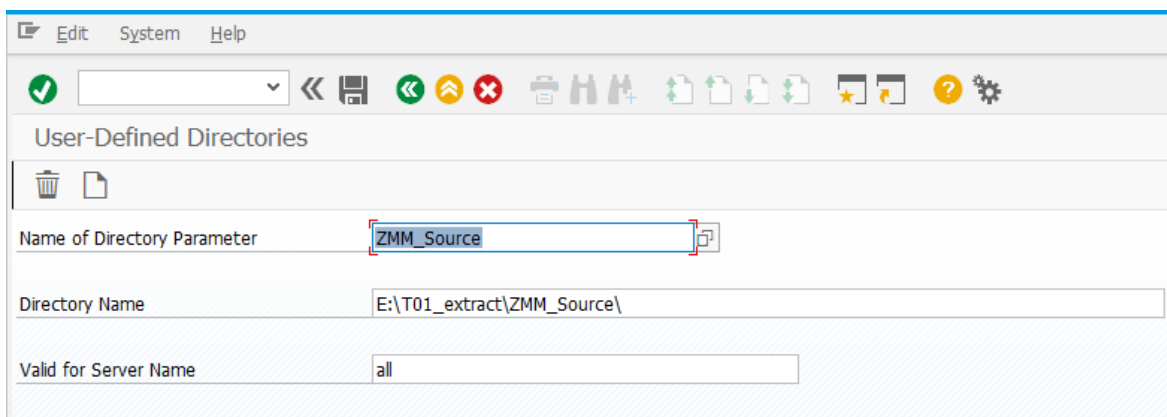 Edit System Help
User-Defined Directories
Name of Directory Parameter ZMM_Source
Directory Name E:\T01_extract\ZMM_Source\
Valid for Server Name all